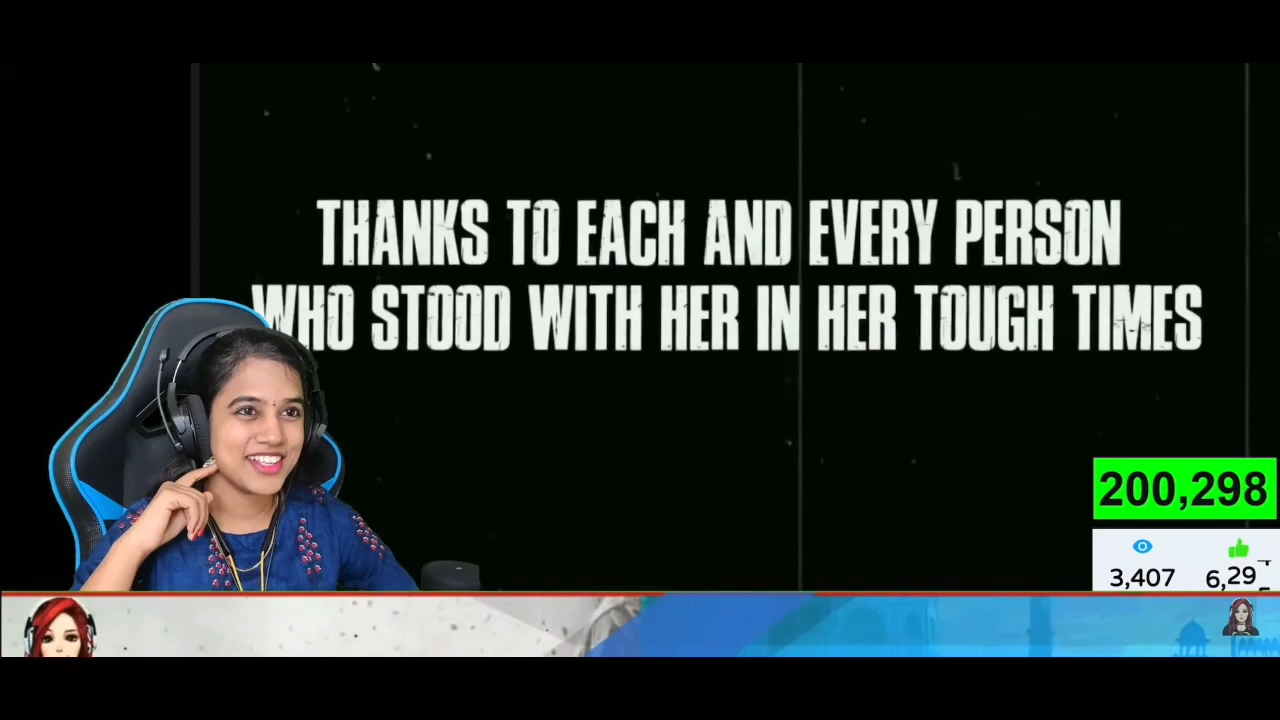 THANKS TO EACH AND EVERY PERSON
WHO STOOD WITH HER IN HER TOUGH TIMES
200,298
3,407